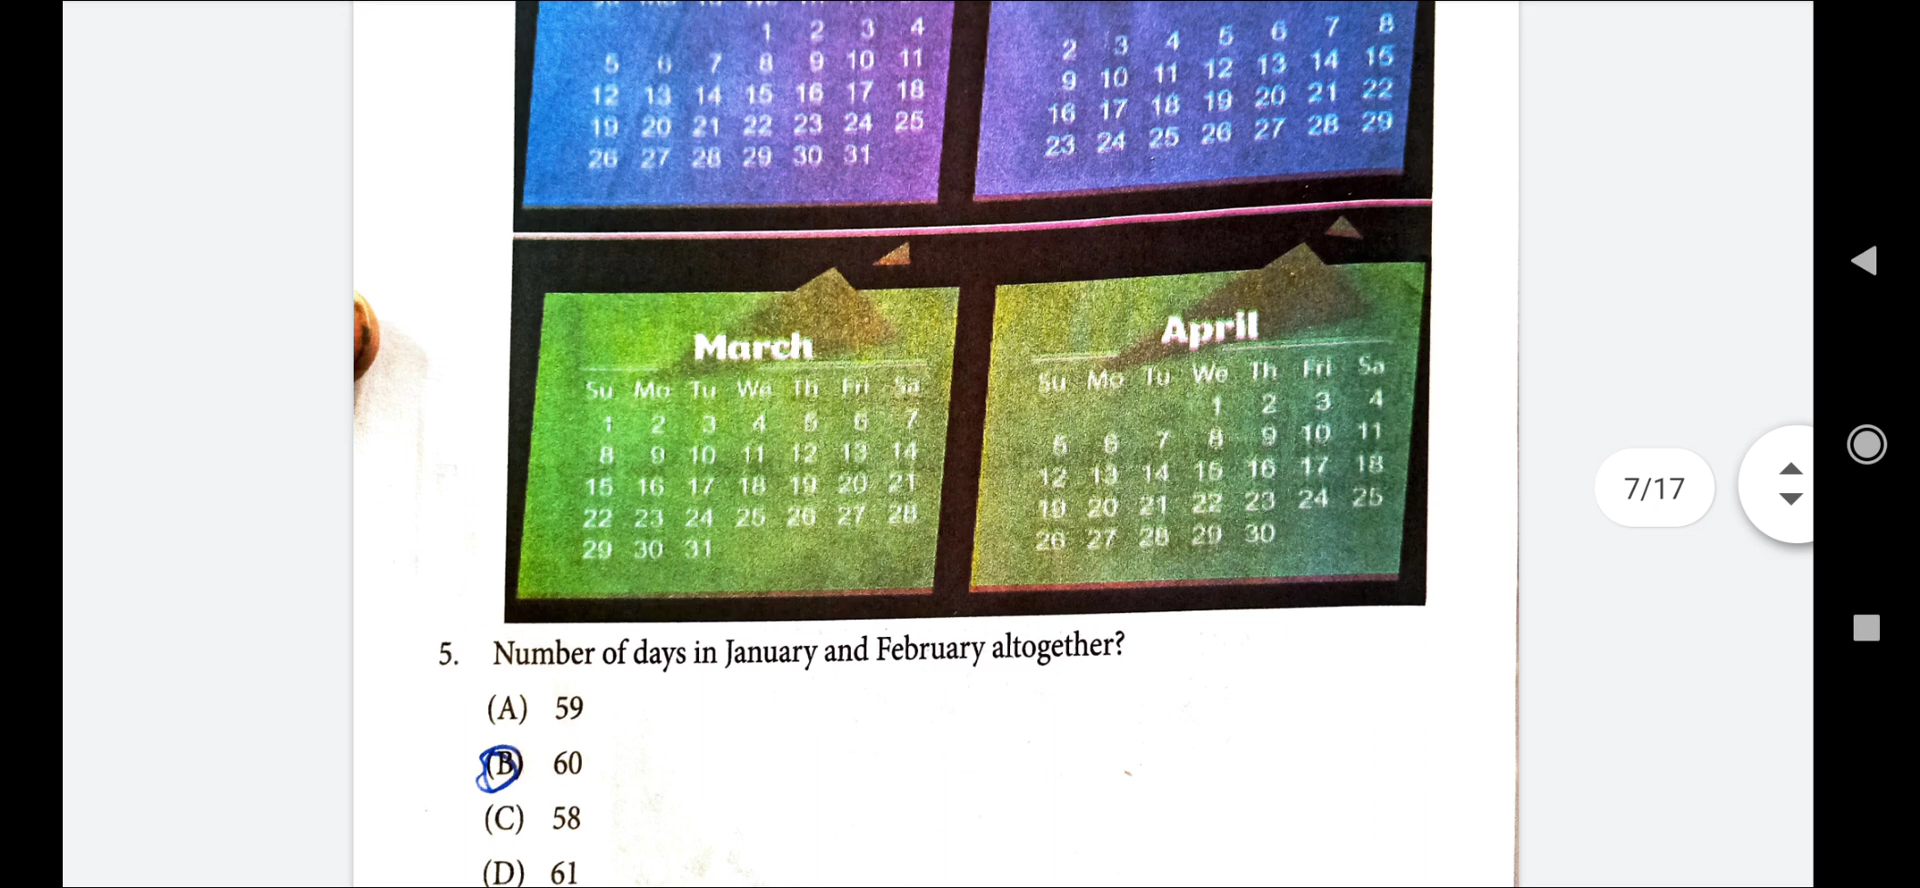 1 2 3 4
5 6 7 8 9 10 11
12 13 14 15 16 17 18
19 20 21 22 23 24 25
26 27 28 29 30 31
2 3 4 5 6 7 8
9 10 11 12 13 14 15
16 17 18 19 20 21 22
23 24 25 26 27 28 29
March
Su Mo Tu We Th Fri Sa
1 2 3 4 5 6 7
8 9 10 11 12 13 14
15 16 17 18 19 20 21
22 23 24 25 26 27 28
29 30 31
April
Su Mo Tu We Th Fri Sa
1 2 3 4
5 6 7 8 9 10 11
12 13 14 15 16 17 18
19 20 21 22 23 24 25
26 27 28 29 30
7/17
5. Number of days in January and February altogether?
(A) 59
(B) 60
(C) 58
(D) 61